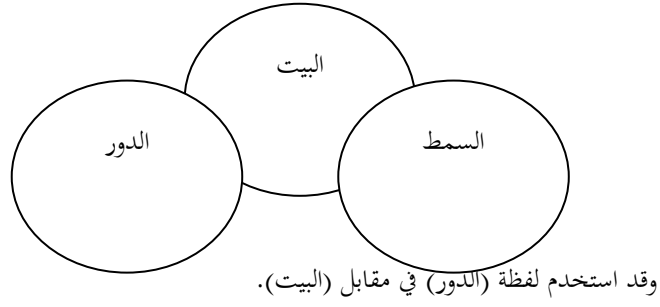 البيت
السمط
الدور
وقد استخدم لفظة (الدور) في مقابل (البيت).